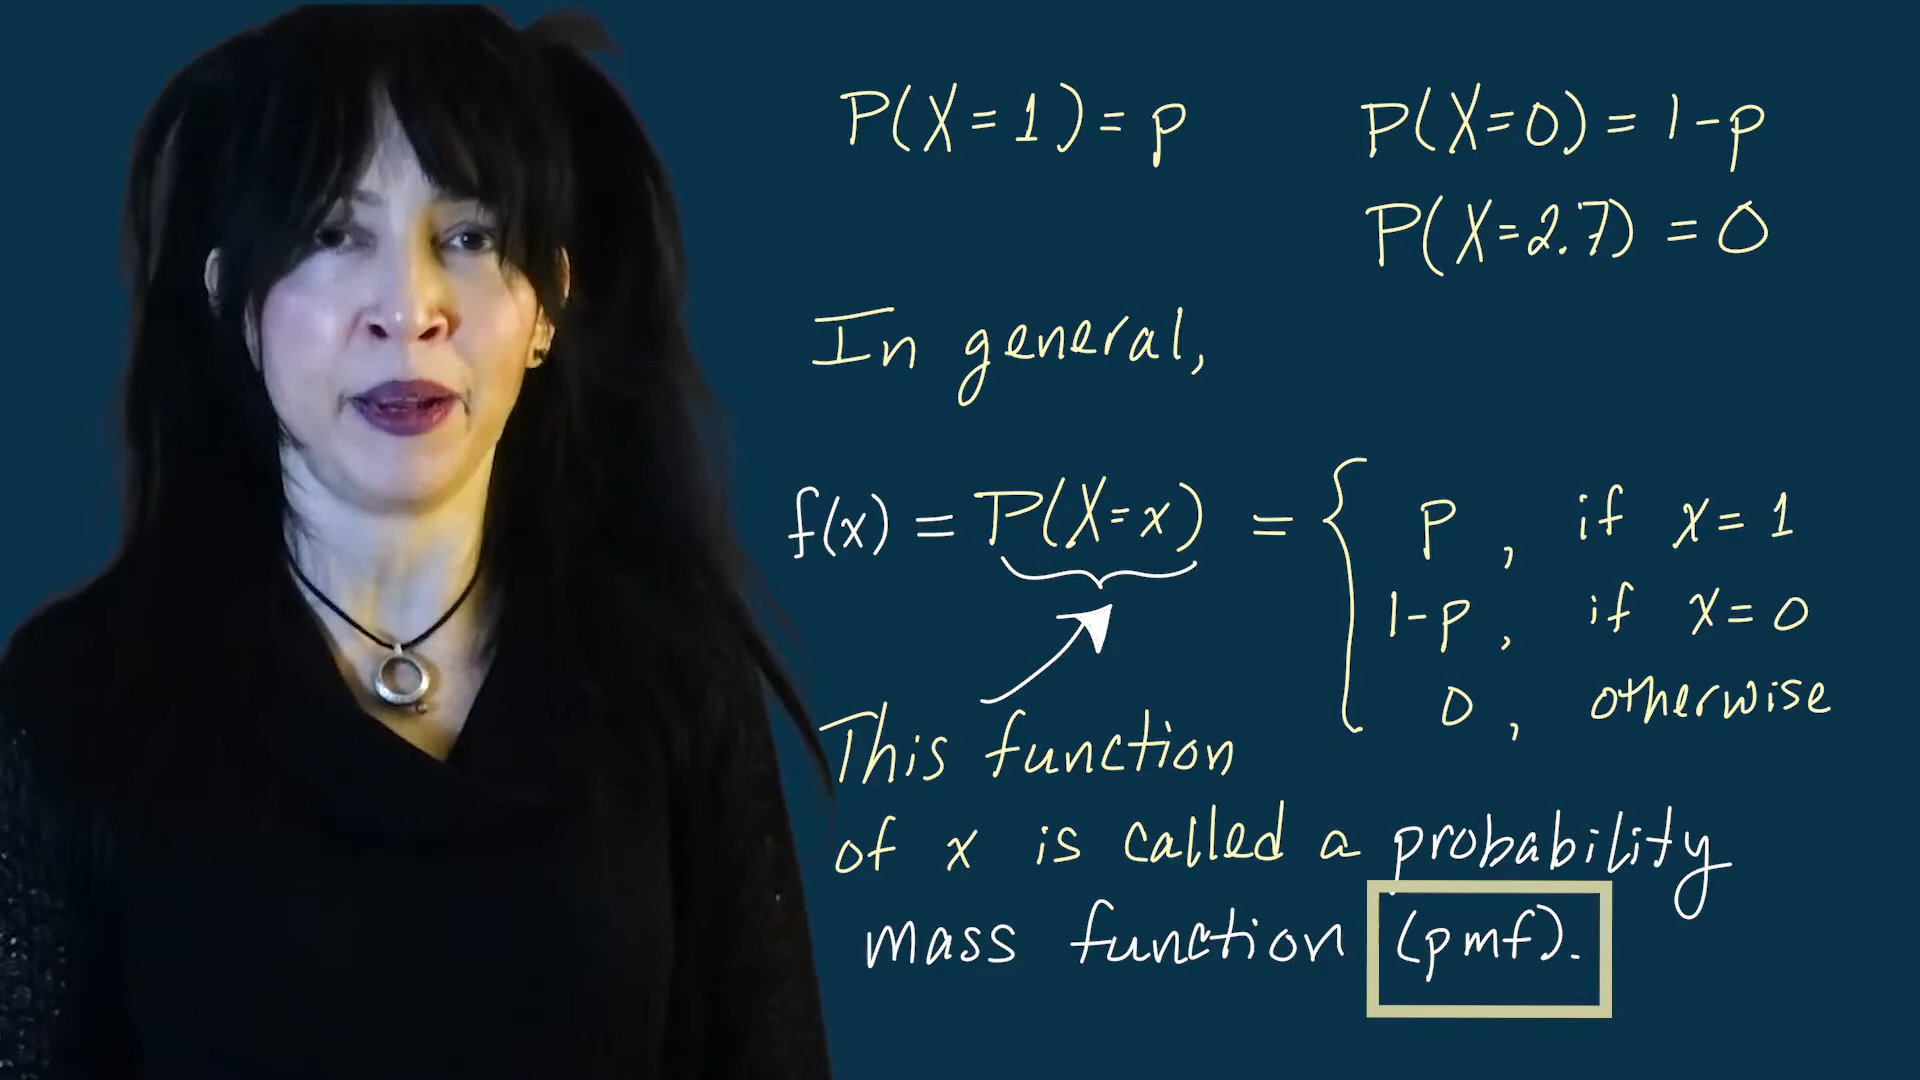 P(X=1)=p P(X=0)=1-p
P(X=2.7)=0
In general,
f(x) = P(X=x) = { p, if x=1
1-p, if x=0
0, otherwise
This function
of x is called a probability
mass function (pmf).